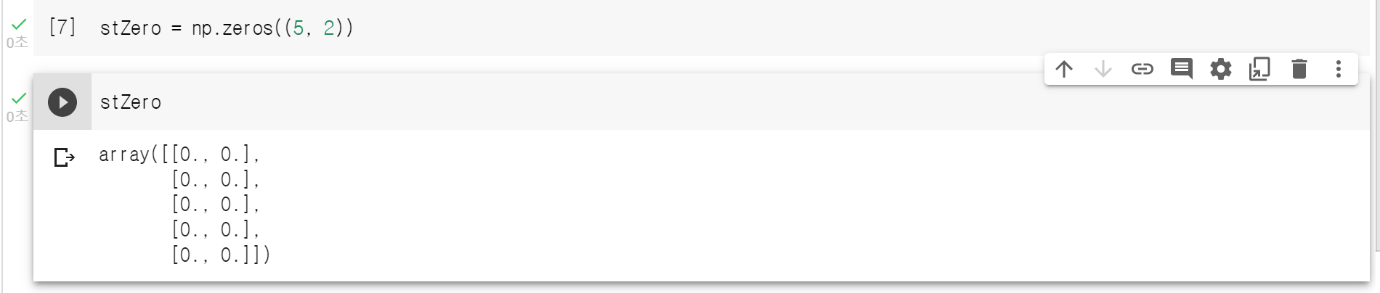 [7] stZero = np.zeros((5, 2))
0초
stZero
0초
array([[0., 0.],
       [0., 0.],
       [0., 0.],
       [0., 0.],
       [0., 0.]])